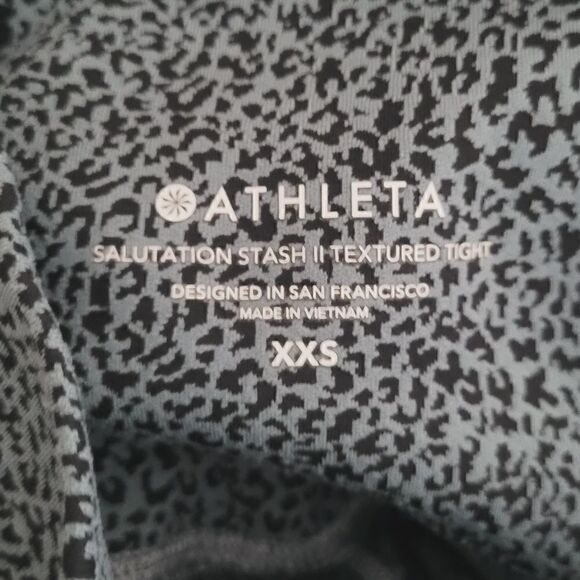 ATHLETA
SALUTATION STASH II TEXTURED TIGHT
DESIGNED IN SAN FRANCISCO
MADE IN VIETNAM
XXS